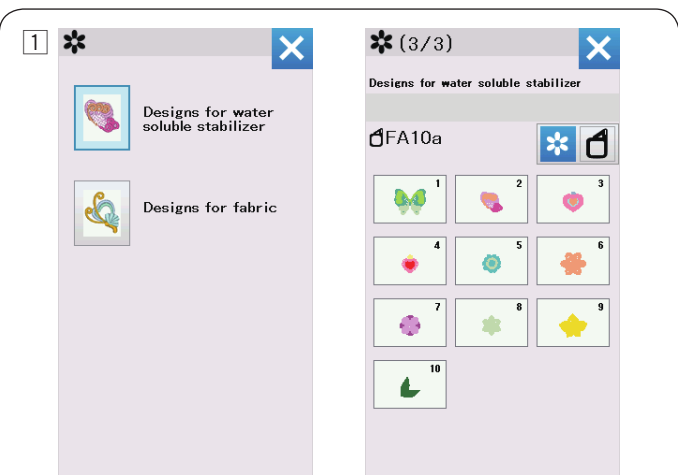 1
Designs for water
soluble stabilizer
Designs for fabric
(3/3)
Designs for water soluble stabilizer
FA10a
1 2 3
4 5 6
7 8 9
10